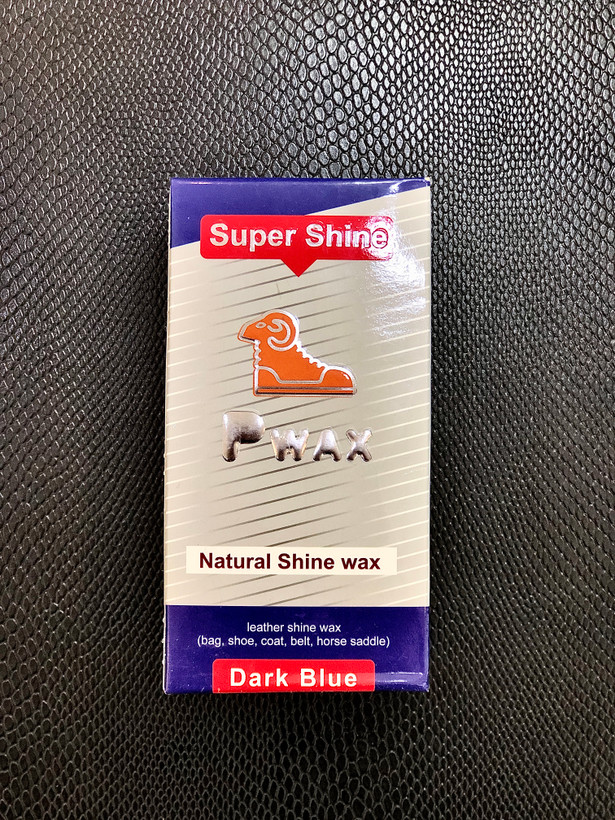 Super Shine
PWAX
Natural Shine wax
leather shine wax
(bag, shoe, coat, belt, horse saddle)
Dark Blue